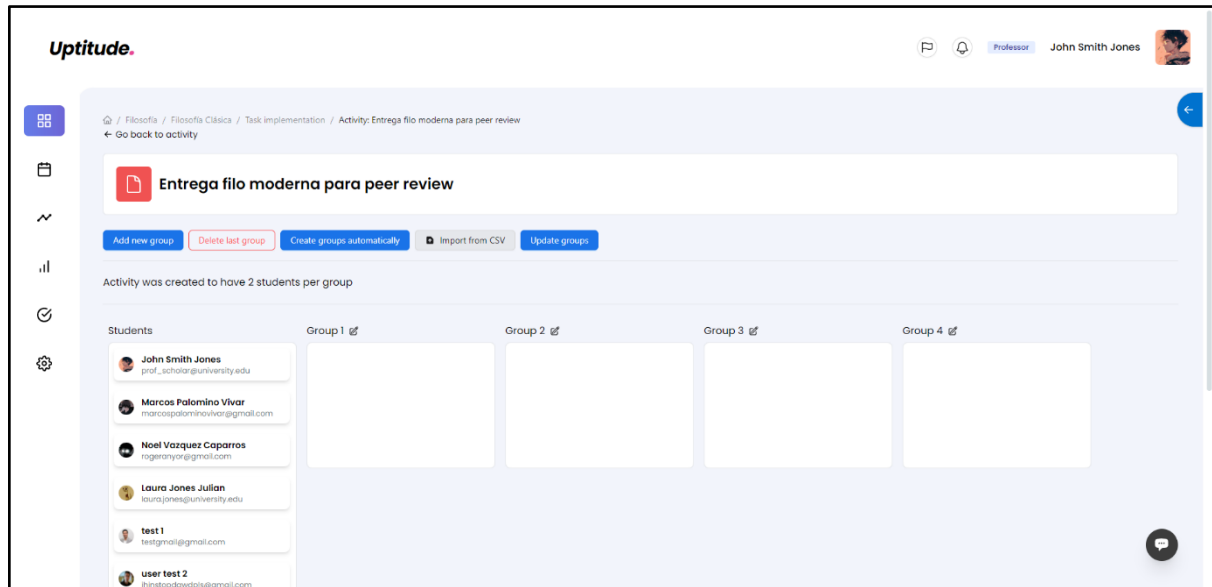 Uptitude.
Professor
John Smith Jones
/ Filosofía / Filosofía Clásica / Task implementation / Activity: Entrega filo moderna para peer review
← Go back to activity
Entrega filo moderna para peer review
Add new group
Delete last group
Create groups automatically
Import from CSV
Update groups
Activity was created to have 2 students per group
Students
Group 1
Group 2
Group 3
Group 4
John Smith Jones
prof_scholar@university.edu
Marcos Palomino Vivar
marcospalominovivar@gmail.com
Noel Vazquez Caparros
rogeranyor@gmail.com
Laura Jones Julian
laura.jones@university.edu
test 1
testgmail@gmail.com
user test 2